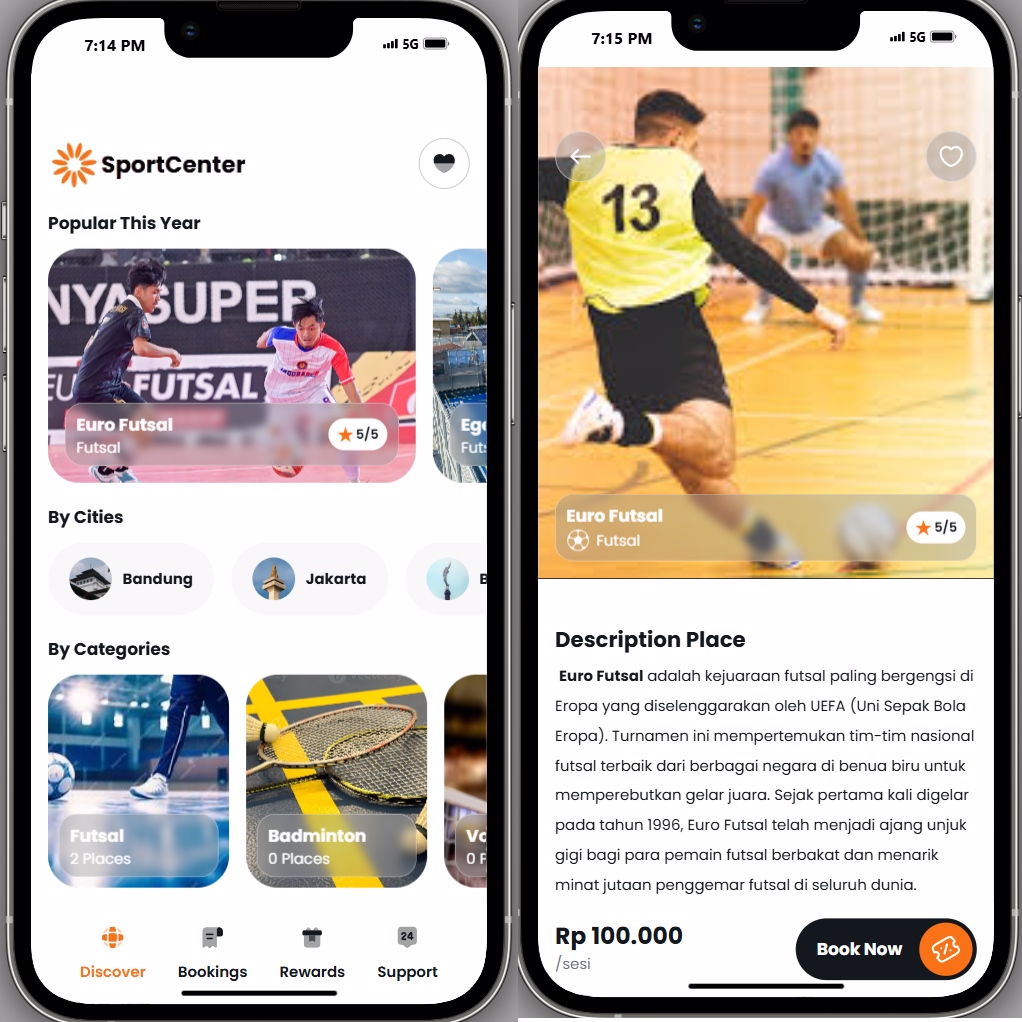 7:14 PM
5G
SportCenter
Popular This Year
NYA SUPER
FUTSAL
Euro Futsal
Futsal
5/5
Futs
By Cities
Bandung
Jakarta
B
By Categories
Futsal
2 Places
Badminton
0 Places
Vo
0 P
24
Discover
Bookings
Rewards
Support
7:15 PM
5G
13
Euro Futsal
Futsal
5/5
Description Place
Euro Futsal adalah kejuaraan futsal paling bergengsi di
Eropa yang diselenggarakan oleh UEFA (Uni Sepak Bola
Eropa). Turnamen ini mempertemukan tim-tim nasional
futsal terbaik dari berbagai negara di benua biru untuk
memperebutkan gelar juara. Sejak pertama kali digelar
pada tahun 1996, Euro Futsal telah menjadi ajang unjuk
gigi bagi para pemain futsal berbakat dan menarik
minat jutaan penggemar futsal di seluruh dunia.
Rp 100.000
/sesi
Book Now